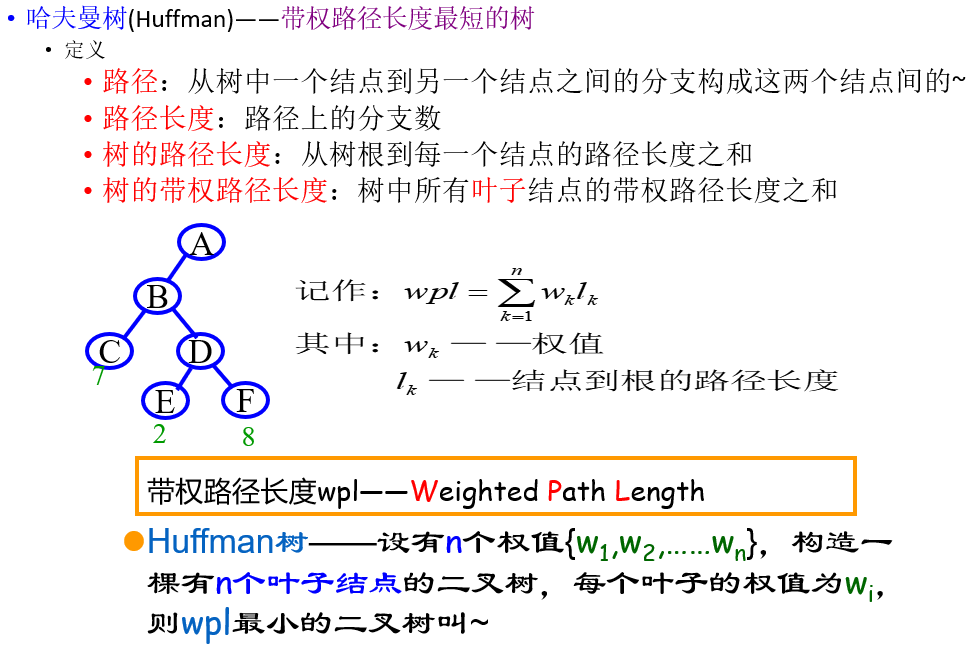 • 哈夫曼树(Huffman)——带权路径长度最短的树
• 定义
• 路径：从树中一个结点到另一个结点之间的分支构成这两个结点间的~
• 路径长度：路径上的分支数
• 树的路径长度：从树根到每一个结点的路径长度之和
• 树的带权路径长度：树中所有叶子结点的带权路径长度之和
A
B
C D
7
E F
2 8
记作：wpl = ∑_{k=1}^{n} w_k l_k
其中：w_k — —权值
l_k — —结点到根的路径长度
带权路径长度wpl——Weighted Path Length
●Huffman树——设有n个权值{w₁,w₂,……wₙ}，构造一
棵有n个叶子结点的二叉树，每个叶子的权值为wᵢ,
则wpl最小的二叉树叫~